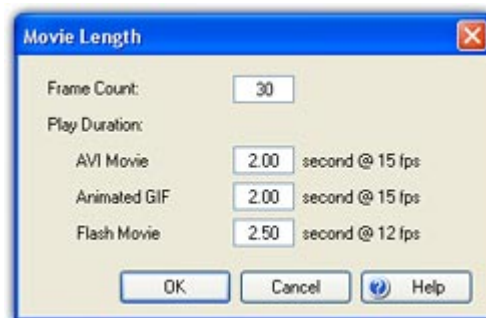 Movie Length
Frame Count: 30
Play Duration:
AVI Movie 2.00 second @ 15 fps
Animated GIF 2.00 second @ 15 fps
Flash Movie 2.50 second @ 12 fps
OK Cancel Help